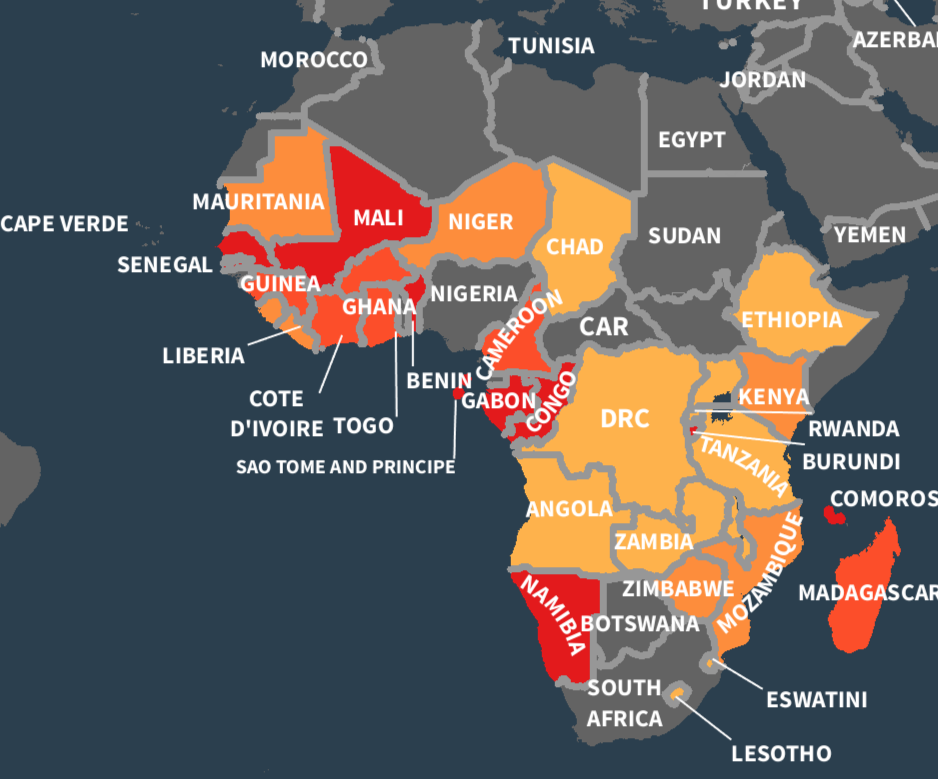 TURKEY
MOROCCO
TUNISIA
AZERBAI
JORDAN
EGYPT
MAURITANIA
MALI
NIGER
CHAD
SUDAN
YEMEN
CAPE VERDE
SENEGAL
GUINEA
GHANA
NIGERIA
CAMEROON
CAR
ETHIOPIA
LIBERIA
COTE
D'IVOIRE
TOGO
BENIN
GABON
CONGO
DRC
KENYA
SAO TOME AND PRINCIPE
RWANDA
BURUNDI
TANZANIA
COMOROS
ANGOLA
ZAMBIA
MOZAMBIQUE
MADAGASCAR
NAMIBIA
ZIMBABWE
BOTSWANA
SOUTH
AFRICA
ESWATINI
LESOTHO